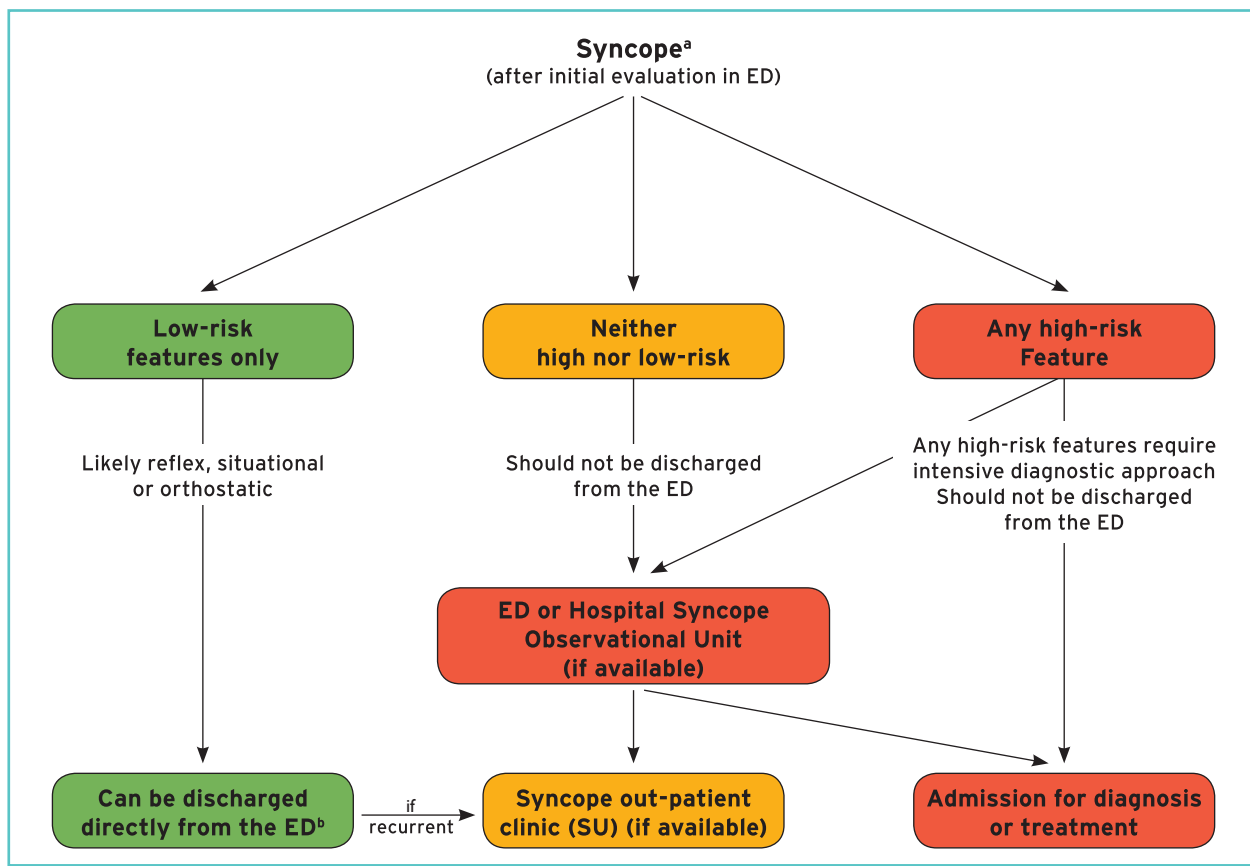 Syncopeᵃ
(after initial evaluation in ED)
Low-risk
features only
Neither
high nor low-risk
Any high-risk
Feature
Likely reflex, situational
or orthostatic
Should not be discharged
from the ED
Any high-risk features require
intensive diagnostic approach
Should not be discharged
from the ED
ED or Hospital Syncope
Observational Unit
(if available)
Can be discharged
directly from the EDᵇ
if
recurrent
Syncope out-patient
clinic (SU) (if available)
Admission for diagnosis
or treatment